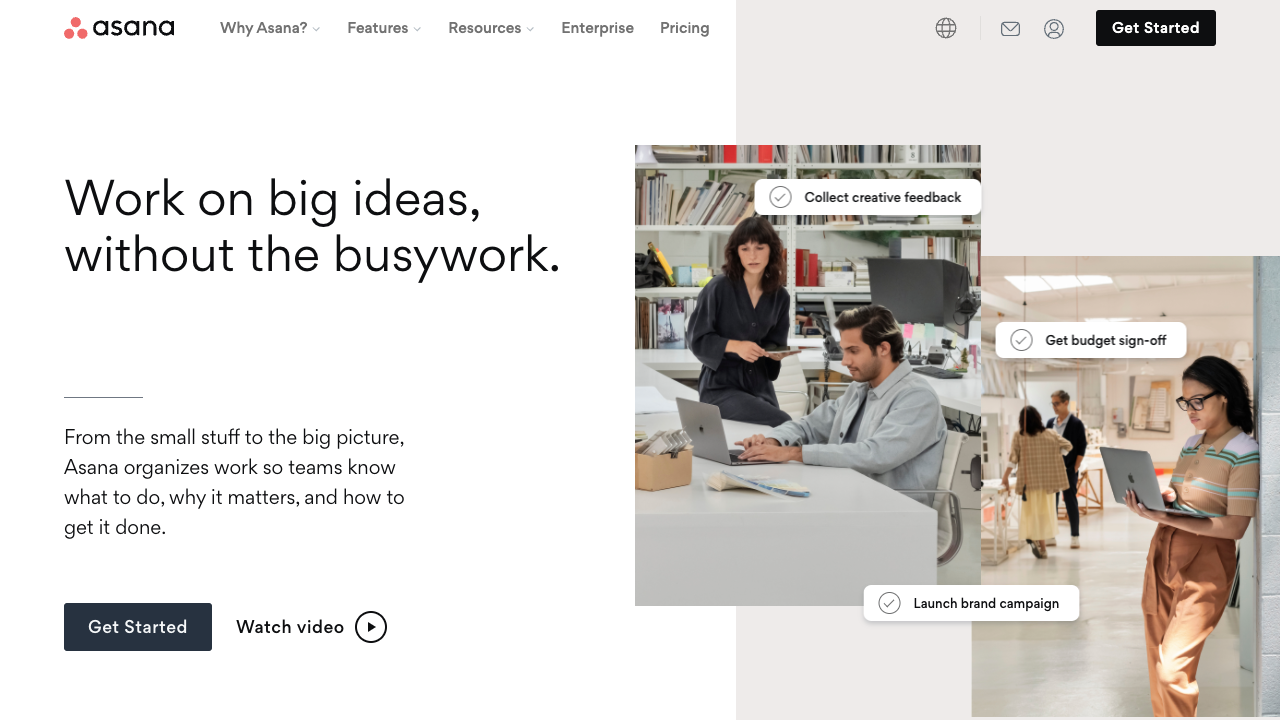 asana
Why Asana?
Features
Resources
Enterprise
Pricing
Get Started
Work on big ideas,
without the busywork.
From the small stuff to the big picture,
Asana organizes work so teams know
what to do, why it matters, and how to
get it done.
Get Started
Watch video
Collect creative feedback
Get budget sign-off
Launch brand campaign